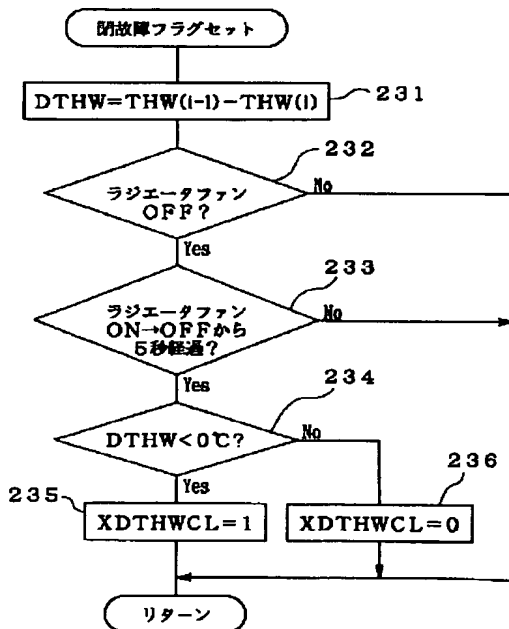 閉故障フラグセット
DTHW=THW(i-1)-THW(i)
231
232
ラジエータファン
OFF?
No
Yes
233
ラジエータファン
ON→OFFから
5秒経過?
No
Yes
234
DTHW<0℃?
No
Yes
235
XDTHWCL=1
236
XDTHWCL=0
リターン